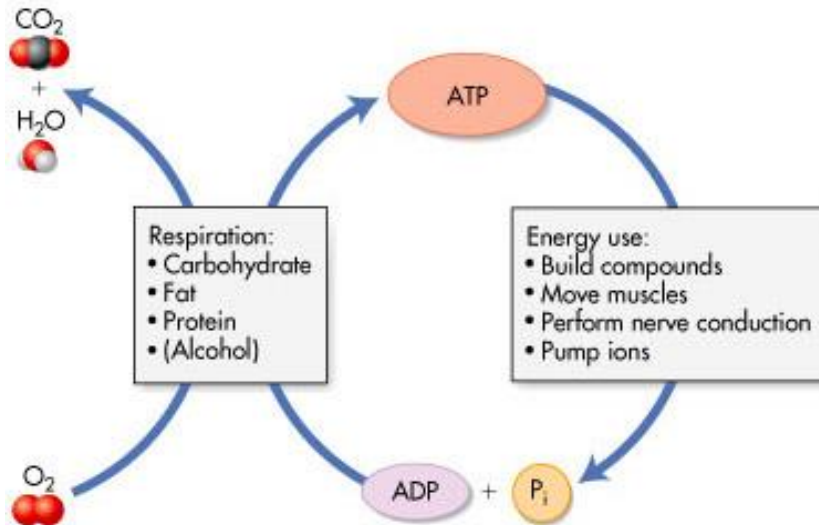 CO₂
+
H₂O
ATP
Respiration:
• Carbohydrate
• Fat
• Protein
• (Alcohol)
Energy use:
• Build compounds
• Move muscles
• Perform nerve conduction
• Pump ions
O₂
ADP + Pᵢ